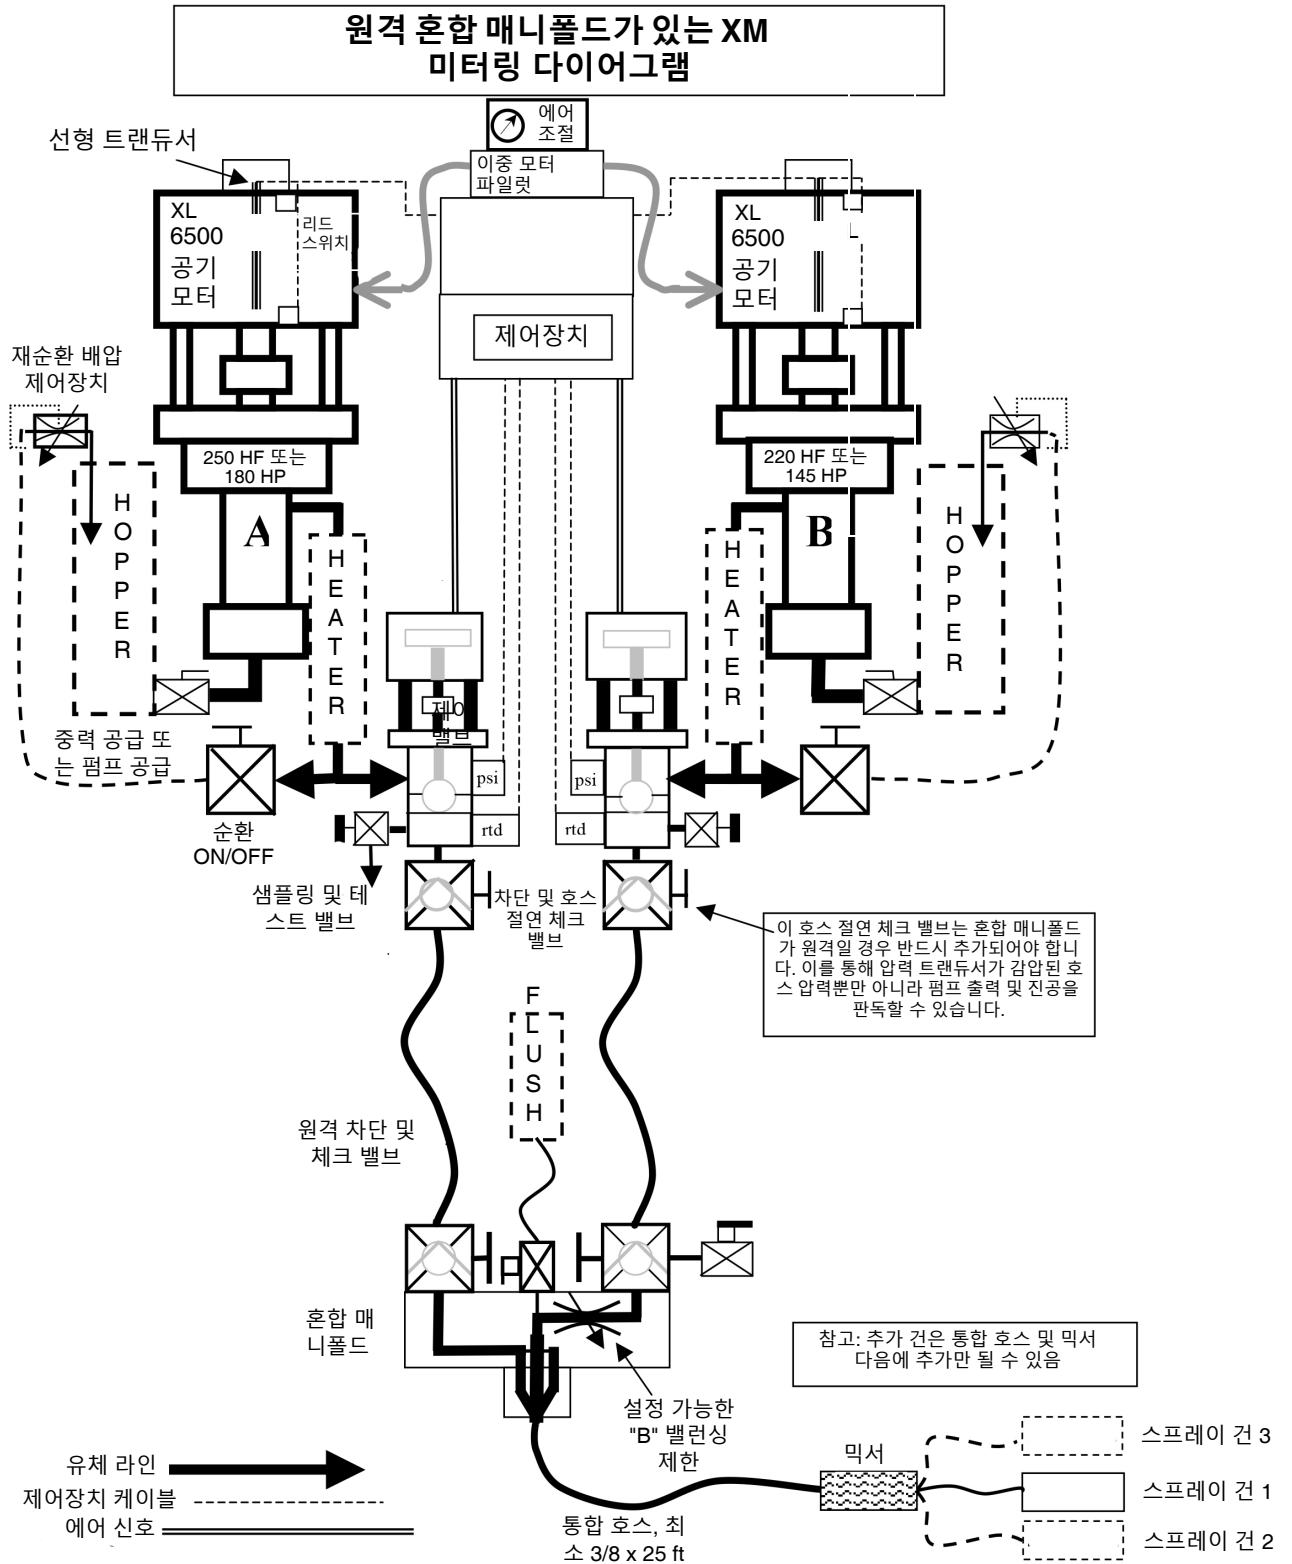 원격 혼합 매니폴드가 있는 XM
미터링 다이어그램
에어
조절
선형 트랜듀서
이중 모터
파일럿
XL
6500
공기
모터
리드
스위치
XL
6500
공기
모터
제어장치
재순환 배압
제어장치
250 HF 또는
180 HP
220 HF 또는
145 HP
HOPPER
A
HEATER
HEATER
B
HOPPER
제어
밸브
중력 공급 또
는 펌프 공급
psi
psi
rtd
rtd
순환
ON/OFF
샘플링 및 테
스트 밸브
차단 및 호스
절연 체크
밸브
이 호스 절연 체크 밸브는 혼합 매니폴드
가 원격일 경우 반드시 추가되어야 합니
다. 이를 통해 압력 트랜듀서가 감압된 호
스 압력뿐만 아니라 펌프 출력 및 진공을
판독할 수 있습니다.
FLUSH
원격 차단 및
체크 밸브
혼합 매
니폴드
참고: 추가 건은 통합 호스 및 믹서
다음에 추가만 될 수 있음
설정 가능한
"B" 밸런싱
제한
믹서
스프레이 건 3
스프레이 건 1
스프레이 건 2
유체 라인
제어장치 케이블
에어 신호
통합 호스, 최
소 3/8 x 25 ft